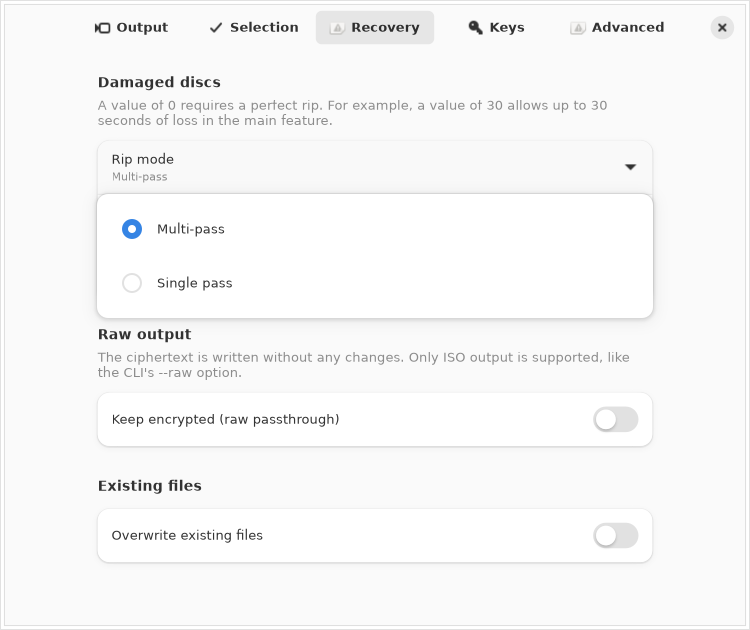 Output
Selection
Recovery
Keys
Advanced
Damaged discs
A value of 0 requires a perfect rip. For example, a value of 30 allows up to 30
seconds of loss in the main feature.
Rip mode
Multi-pass
Multi-pass
Single pass
Raw output
The ciphertext is written without any changes. Only ISO output is supported, like
the CLI's --raw option.
Keep encrypted (raw passthrough)
Existing files
Overwrite existing files